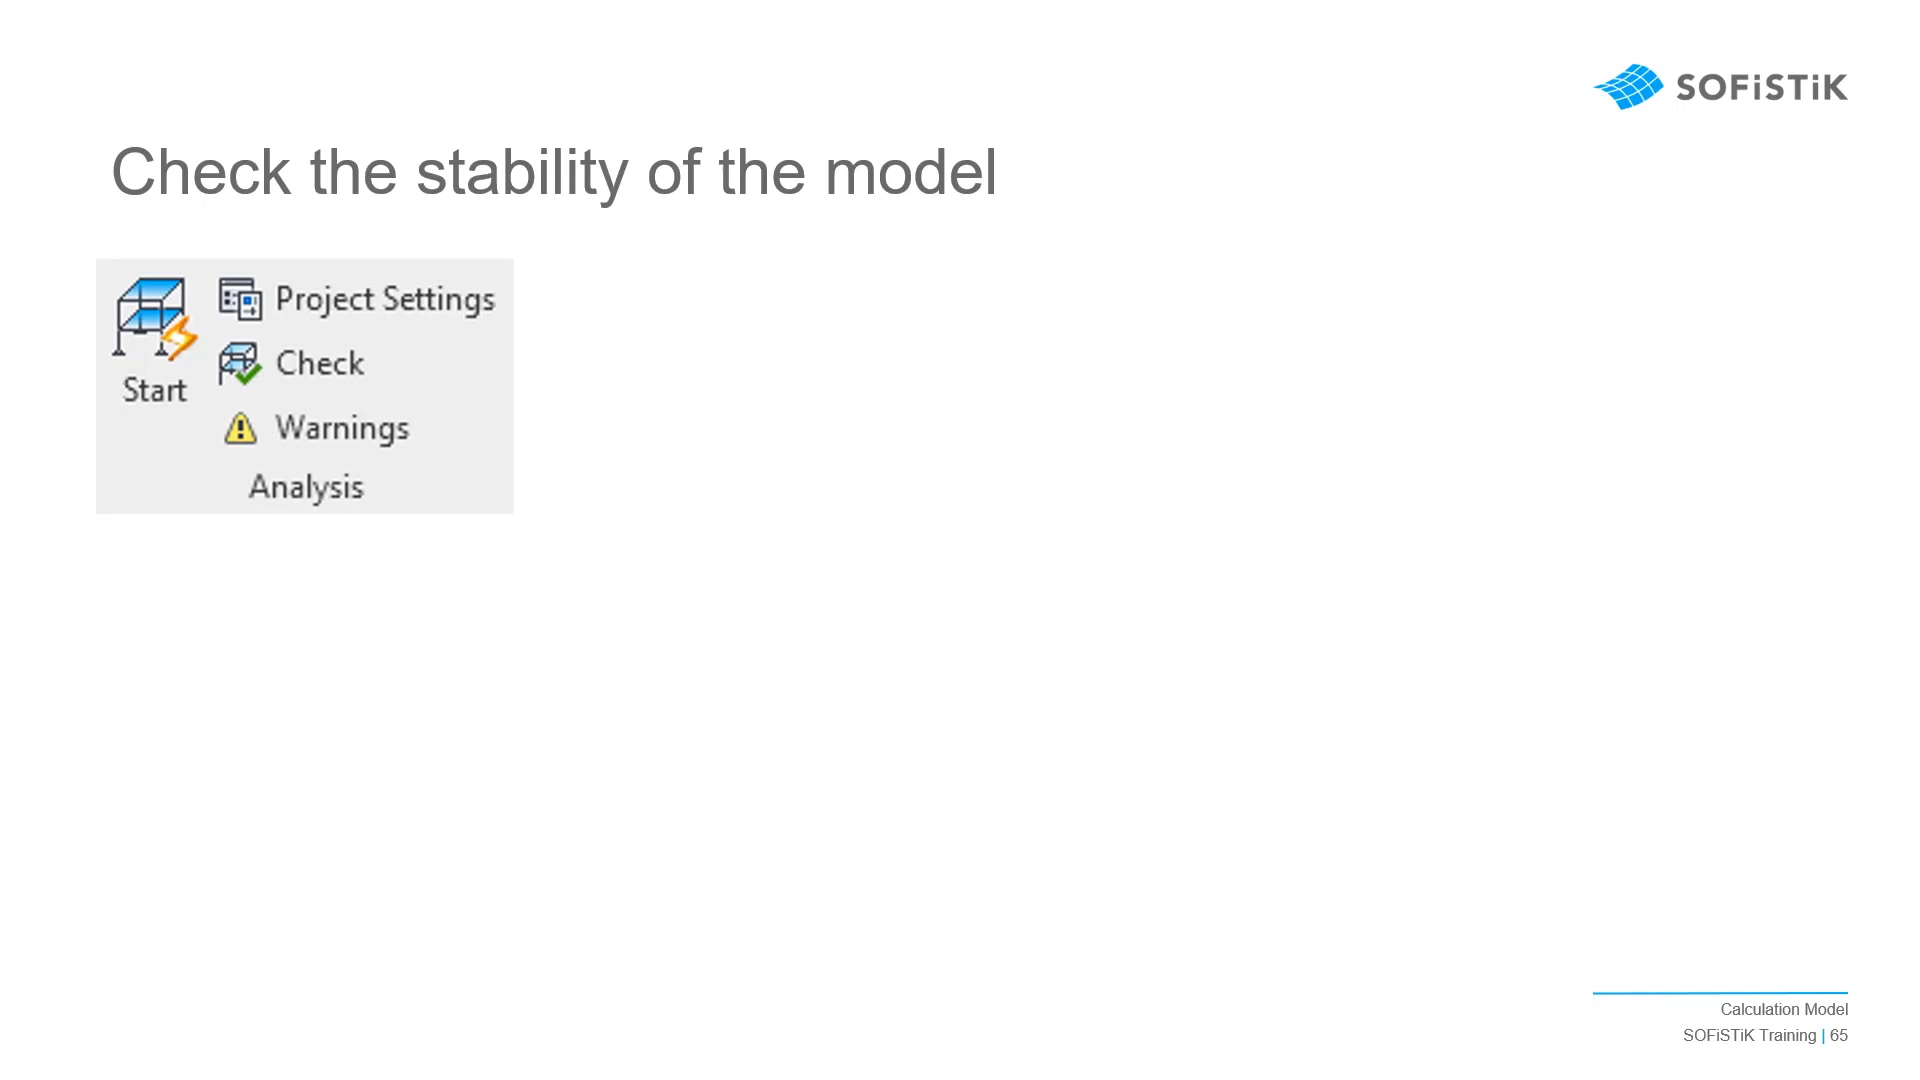 SOFiSTiK
Check the stability of the model
Project Settings
Check
Start
Warnings
Analysis
Calculation Model
SOFiSTiK Training | 65